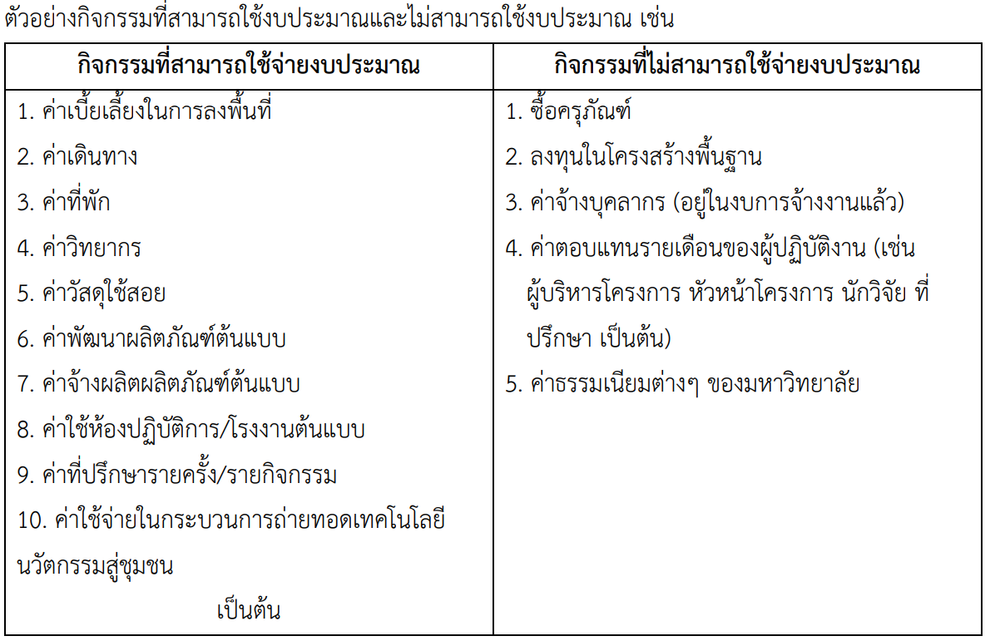 ตัวอย่างกิจกรรมที่สามารถใช้งบประมาณและไม่สามารถใช้งบประมาณ เช่น
กิจกรรมที่สามารถใช้จ่ายงบประมาณ
1. ค่าเบี้ยเลี้ยงในการลงพื้นที่
2. ค่าเดินทาง
3. ค่าที่พัก
4. ค่าวิทยากร
5. ค่าวัสดุใช้สอย
6. ค่าพัฒนาผลิตภัณฑ์ต้นแบบ
7. ค่าจ้างผลิตผลิตภัณฑ์ต้นแบบ
8. ค่าใช้ห้องปฏิบัติการ/โรงงานต้นแบบ
9. ค่าที่ปรึกษารายครั้ง/รายกิจกรรม
10. ค่าใช้จ่ายในกระบวนการถ่ายทอดเทคโนโลยี
นวัตกรรมสู่ชุมชน
เป็นต้น
กิจกรรมที่ไม่สามารถใช้จ่ายงบประมาณ
1. ซื้อครุภัณฑ์
2. ลงทุนในโครงสร้างพื้นฐาน
3. ค่าจ้างบุคลากร (อยู่ในงบการจ้างงานแล้ว)
4. ค่าตอบแทนรายเดือนของผู้ปฏิบัติงาน (เช่น
ผู้บริหารโครงการ หัวหน้าโครงการ นักวิจัย ที่
ปรึกษา เป็นต้น)
5. ค่าธรรมเนียมต่างๆ ของมหาวิทยาลัย